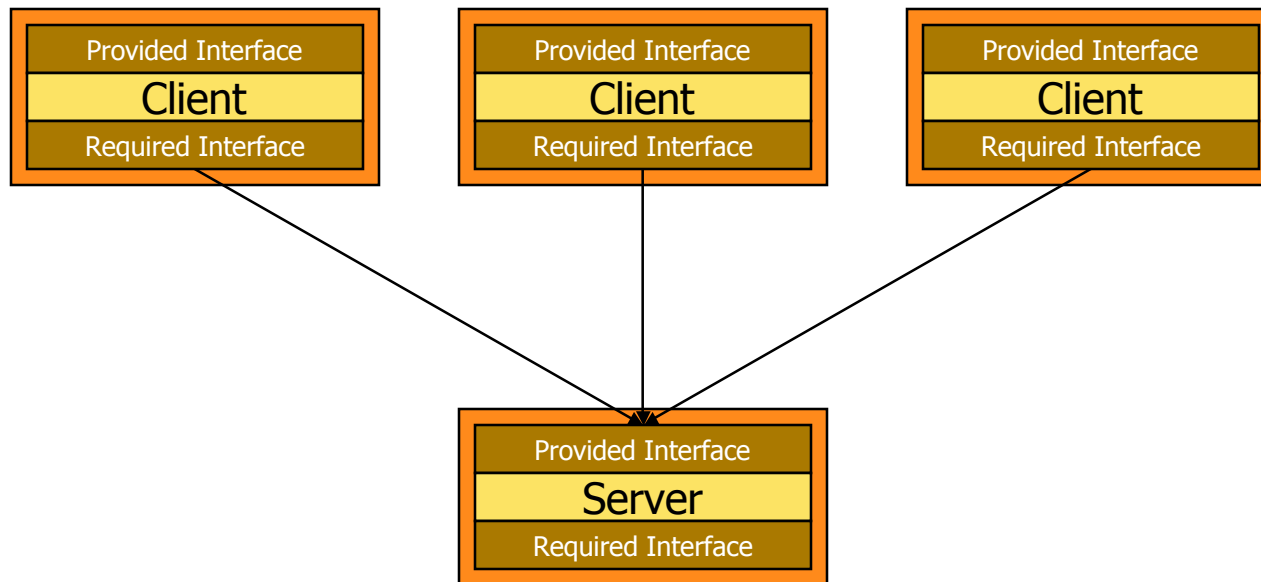 Provided Interface
Client
Required Interface
Provided Interface
Client
Required Interface
Provided Interface
Client
Required Interface
Provided Interface
Server
Required Interface